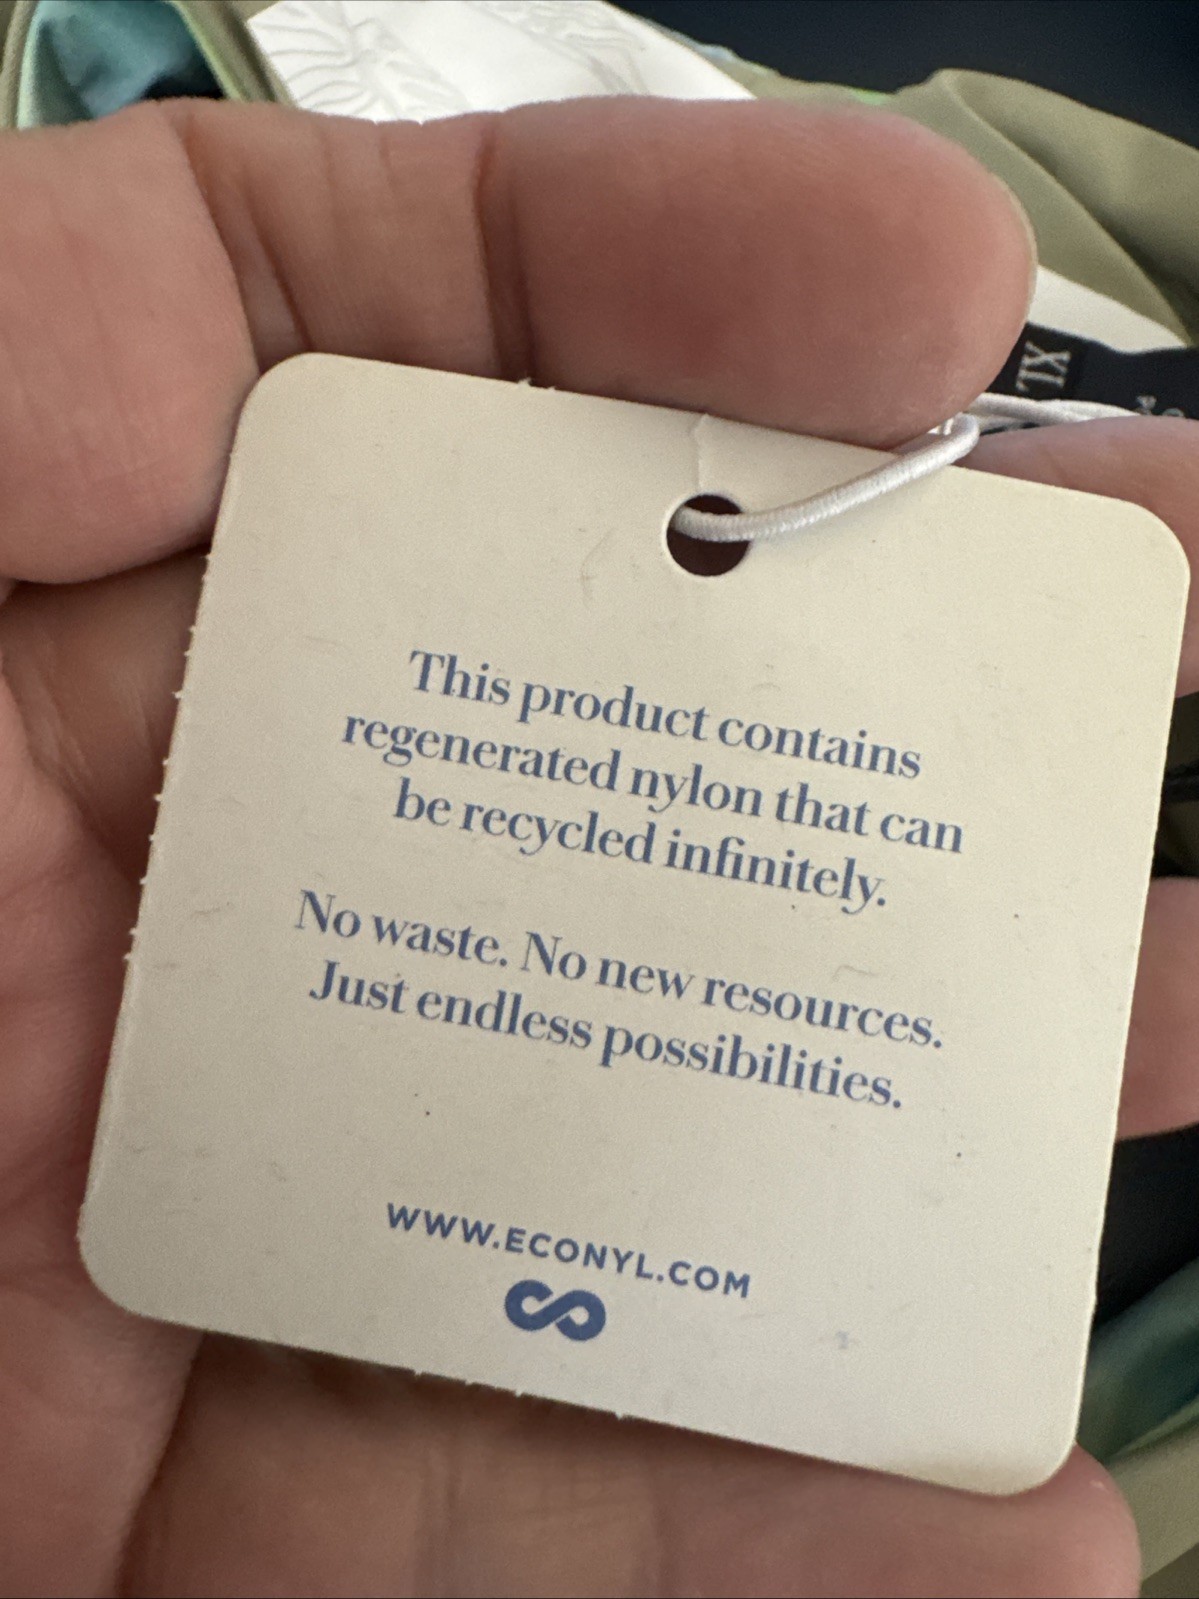 XL
This product contains
regenerated nylon that can
be recycled infinitely.
No waste. No new resources.
Just endless possibilities.
WWW.ECONYL.COM